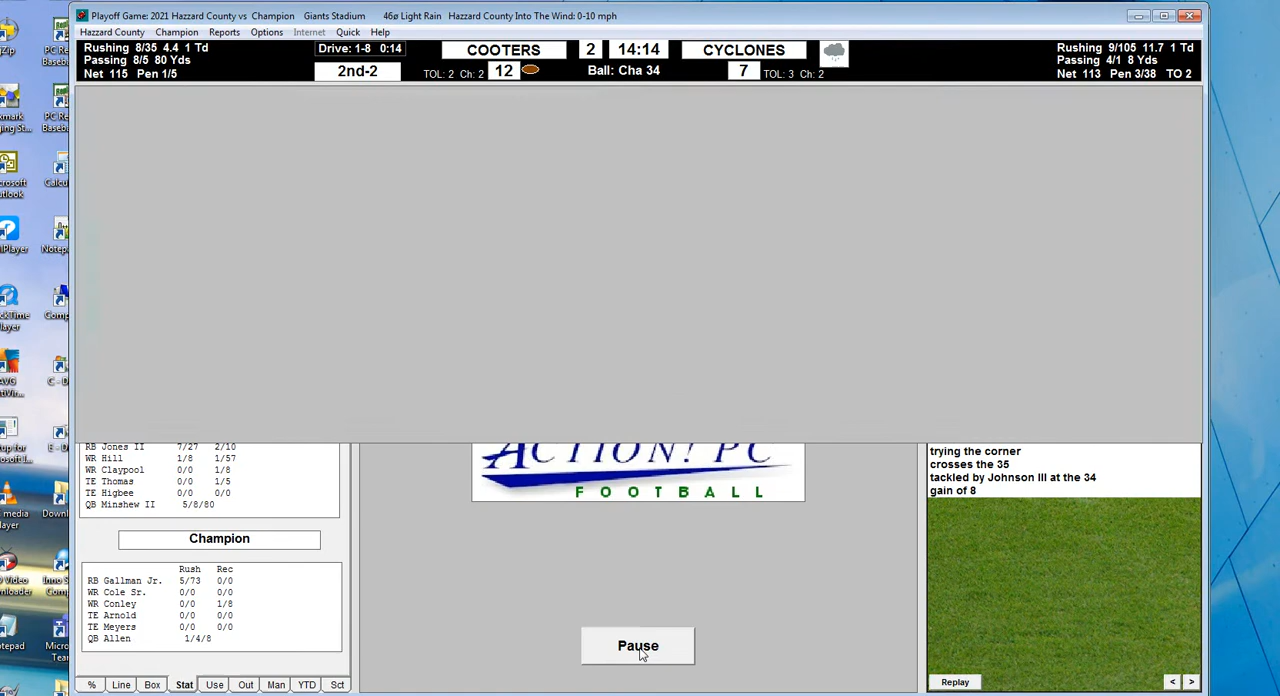 Playoff Game: 2021 Hazzard County vs Champion Giants Stadium 46ø Light Rain Hazzard County Into The Wind: 0-10 mph
Hazzard County Champion Reports Options Internet Quick Help
Rushing 8/35 4.4 1 Td
Passing 8/5 80 Yds
Net 115 Pen 1/5
Drive: 1-8 0:14
2nd-2
COOTERS 2 14:14 CYCLONES
TOL: 2 Ch: 2 12 Ball: Cha 34 7 TOL: 3 Ch: 2
Rushing 9/105 11.7 1 Td
Passing 4/1 8 Yds
Net 113 Pen 3/38 TO 2
RB Jones II 7/27 2/10
WR Hill 1/8 1/57
WR Claypool 0/0 1/8
TE Thomas 0/0 1/5
TE Higbee 0/0 0/0
QB Minshew II 5/8/80
Champion
Rush Rec
RB Gallman Jr. 5/73 0/0
WR Cole Sr. 0/0 0/0
WR Conley 0/0 1/8
TE Arnold 0/0 0/0
TE Meyers 0/0 0/0
QB Allen 1/4/8
% Line Box Stat Use Out Man YTD Sct
ACTION! PC
FOOTBALL
Pause
trying the corner
crosses the 35
tackled by Johnson III at the 34
gain of 8
Replay < >